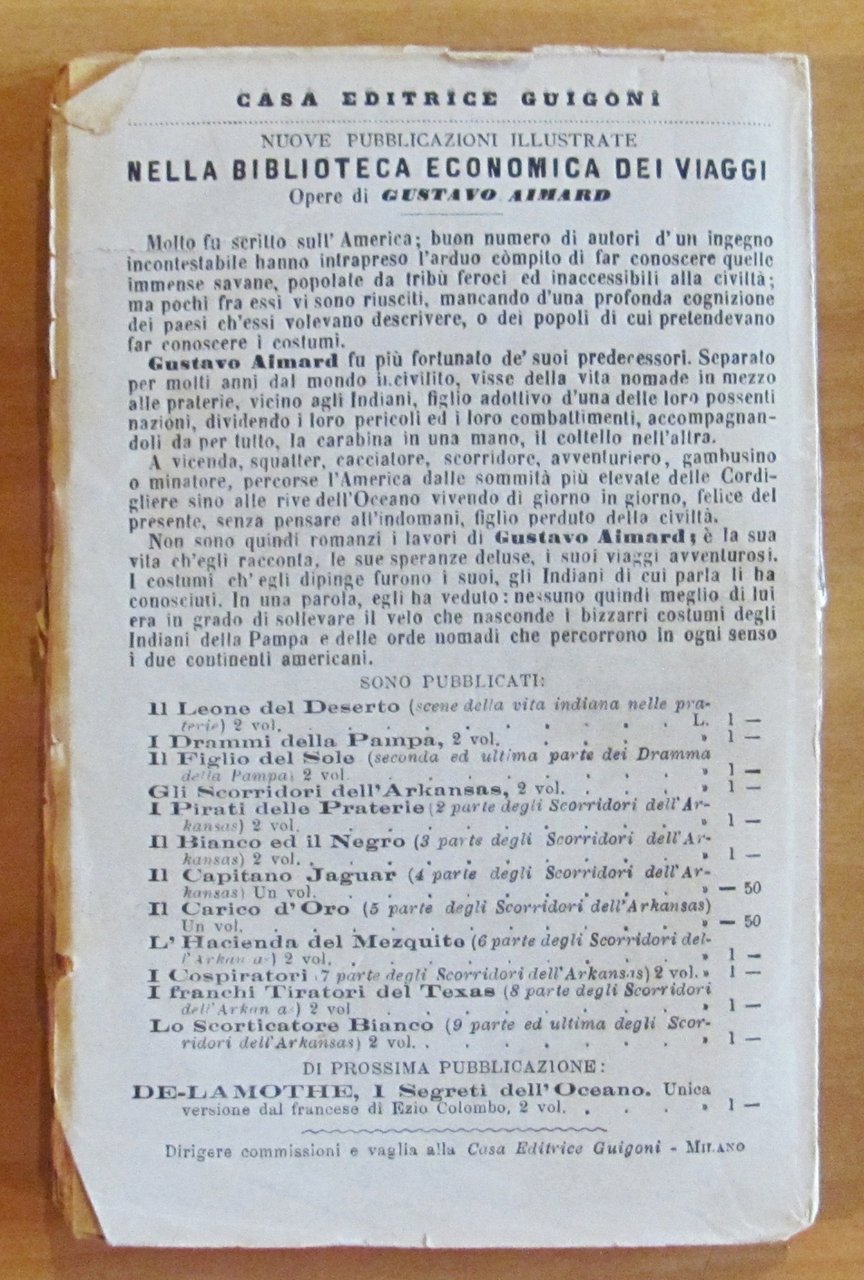 CASA EDITRICE GUIGONI
NUOVE PUBBLICAZIONI ILLUSTRATE
NELLA BIBLIOTECA ECONOMICA DEI VIAGGI
Opere di GUSTAVO AIMARD
Molto fu scritto sull'America; buon numero di autori d'un ingegno
incontestabile hanno intrapreso l'arduo còmpito di far conoscere quelle
immense savane, popolate da tribù feroci ed inaccessibili alla civiltà;
ma pochi fra essi vi sono riusciti, mancando d'una profonda cognizione
dei paesi ch'essi volevano descrivere, o dei popoli di cui pretendevano
far conoscere i costumi.
Gustavo Aimard fu più fortunato de' suoi predecessori. Separato
per molti anni dal mondo incivilito, visse della vita nomade in mezzo
alle praterie, vicino agli Indiani, figlio adottivo d'una delle loro possenti
nazioni, dividendo i loro pericoli ed i loro combattimenti, accompagnan-
doli da per tutto, la carabina in una mano, il coltello nell'altra.
A vicenda, squatter, cacciatore, scorridore, avventuriero, gambusino
o minatore, percorse l'America dalle sommità più elevate delle Cordi-
gliere sino alle rive dell'Oceano vivendo di giorno in giorno, felice del
presente, senza pensare all'indomani, figlio perduto della civiltà.
Non sono quindi romanzi i lavori di Gustavo Aimard; è la sua
vita ch'egli racconta, le sue speranze deluse, i suoi viaggi avventurosi.
I costumi ch'egli dipinge furono i suoi, gli Indiani di cui parla li ha
conosciuti. In una parola, egli ha veduto: nessuno quindi meglio di lui
era in grado di sollevare il velo che nasconde i bizzarri costumi degli
Indiani della Pampa e delle orde nomadi che percorrono in ogni senso
i due continenti americani.
SONO PUBBLICATI:
Il Leone del Deserto (scene della vita indiana nelle pra-
terie) 2 vol. . . . . . . . . L. 1 —
I Drammi della Pampa, 2 vol. . . . . » 1 —
Il Figlio del Sole (seconda ed ultima parte dei Dramma
della Pampa) 2 vol. . . . . . . . » 1 —
Gli Scorridori dell'Arkansas, 2 vol. . . . » 1 —
I Pirati delle Praterie (2 parte degli Scorridori dell'Ar-
kansas) 2 vol. . . . . . . . . » 1 —
Il Bianco ed il Negro (3 parte degli Scorridori dell'Ar-
kansas) 2 vol. . . . . . . . . » 1 —
Il Capitano Jaguar (4 parte degli Scorridori dell'Ar-
kansas) Un vol. . . . . . . . » — 50
Il Carico d'Oro (5 parte degli Scorridori dell'Arkansas)
Un vol. . . . . . . . . » — 50
L'Hacienda del Mezquito (6 parte degli Scorridori del-
l'Arkan as) 2 vol. . . . . . . . » 1 —
I Cospiratori (7 parte degli Scorridori dell'Arkansas) 2 vol. » 1 —
I franchi Tiratori del Texas (8 parte degli Scorridori
dell'Arkan as) 2 vol . . . . . . . » 1 —
Lo Scorticatore Bianco (9 parte ed ultima degli Scor-
ridori dell'Arkansas) 2 vol. . . . . . . » 1 —
DI PROSSIMA PUBBLICAZIONE:
DE-LAMOTHE, I Segreti dell'Oceano. Unica
versione dal francese di Ezio Colombo, 2 vol. . . . . » 1 —
Dirigere commissioni e vaglia alla Casa Editrice Guigoni - MILANO